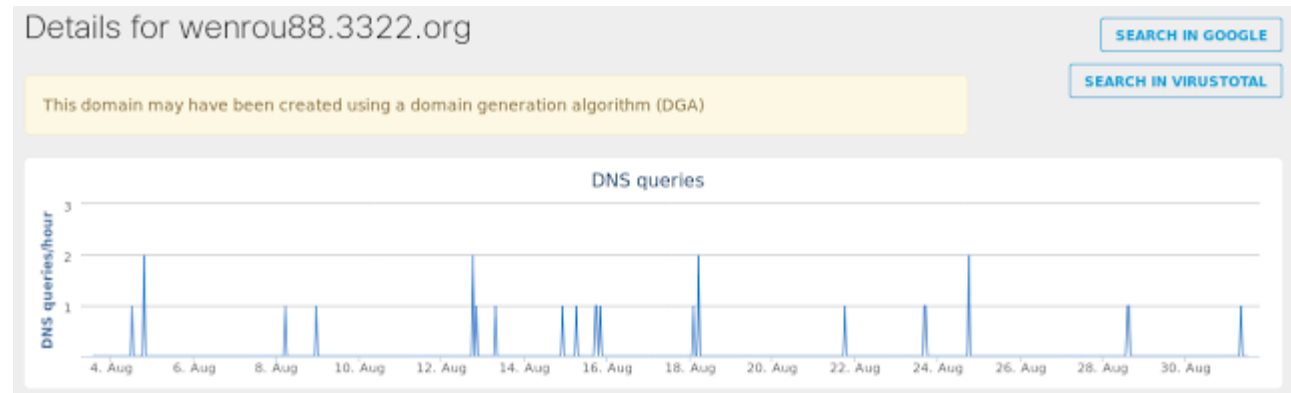 Details for wenrou88.3322.org
SEARCH IN GOOGLE
SEARCH IN VIRUSTOTAL
This domain may have been created using a domain generation algorithm (DGA)
DNS queries
DNS queries/hour
3
2
1
4. Aug 6. Aug 8. Aug 10. Aug 12. Aug 14. Aug 16. Aug 18. Aug 20. Aug 22. Aug 24. Aug 26. Aug 28. Aug 30. Aug